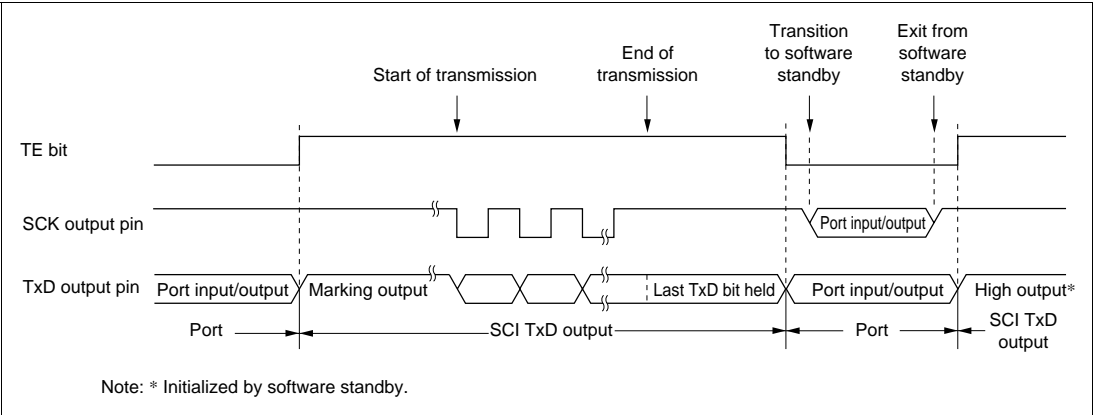 Transition
to software
standby
Exit from
software
standby
End of
transmission
Start of transmission
TE bit
SCK output pin
Port input/output
TxD output pin
Port input/output
Marking output
Last TxD bit held
Port input/output
High output*
Port
SCI TxD output
Port
SCI TxD
output
Note: * Initialized by software standby.